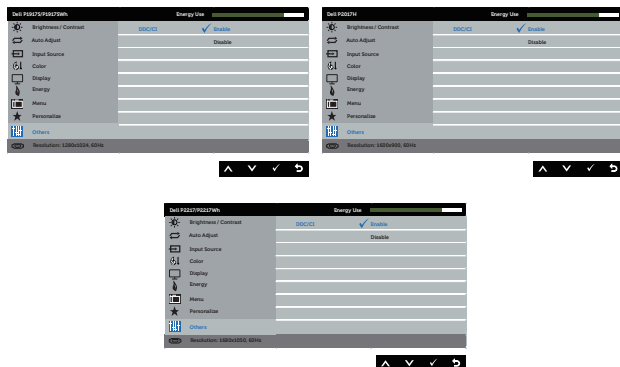 Dell P1917S/P1917SWh Energy Use
Brightness / Contrast DDC/CI Enable
Auto Adjust Disable
Input Source
Color
Display
Energy
Menu
Personalize
Others
Resolution: 1280x1024, 60Hz
Dell P2017H Energy Use
Brightness / Contrast DDC/CI Enable
Auto Adjust Disable
Input Source
Color
Display
Energy
Menu
Personalize
Others
Resolution: 1600x900, 60Hz
Dell P2217/P2217Wh Energy Use
Brightness / Contrast DDC/CI Enable
Auto Adjust Disable
Input Source
Color
Display
Energy
Menu
Personalize
Others
Resolution: 1680x1050, 60Hz